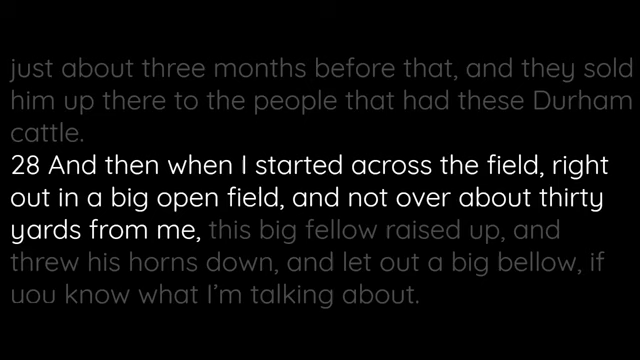 just about three months before that, and they sold
him up there to the people that had these Durham
cattle.
28 And then when I started across the field, right
out in a big open field, and not over about thirty
yards from me, this big fellow raised up, and
threw his horns down, and let out a big bellow, if
you know what I’m talking about.